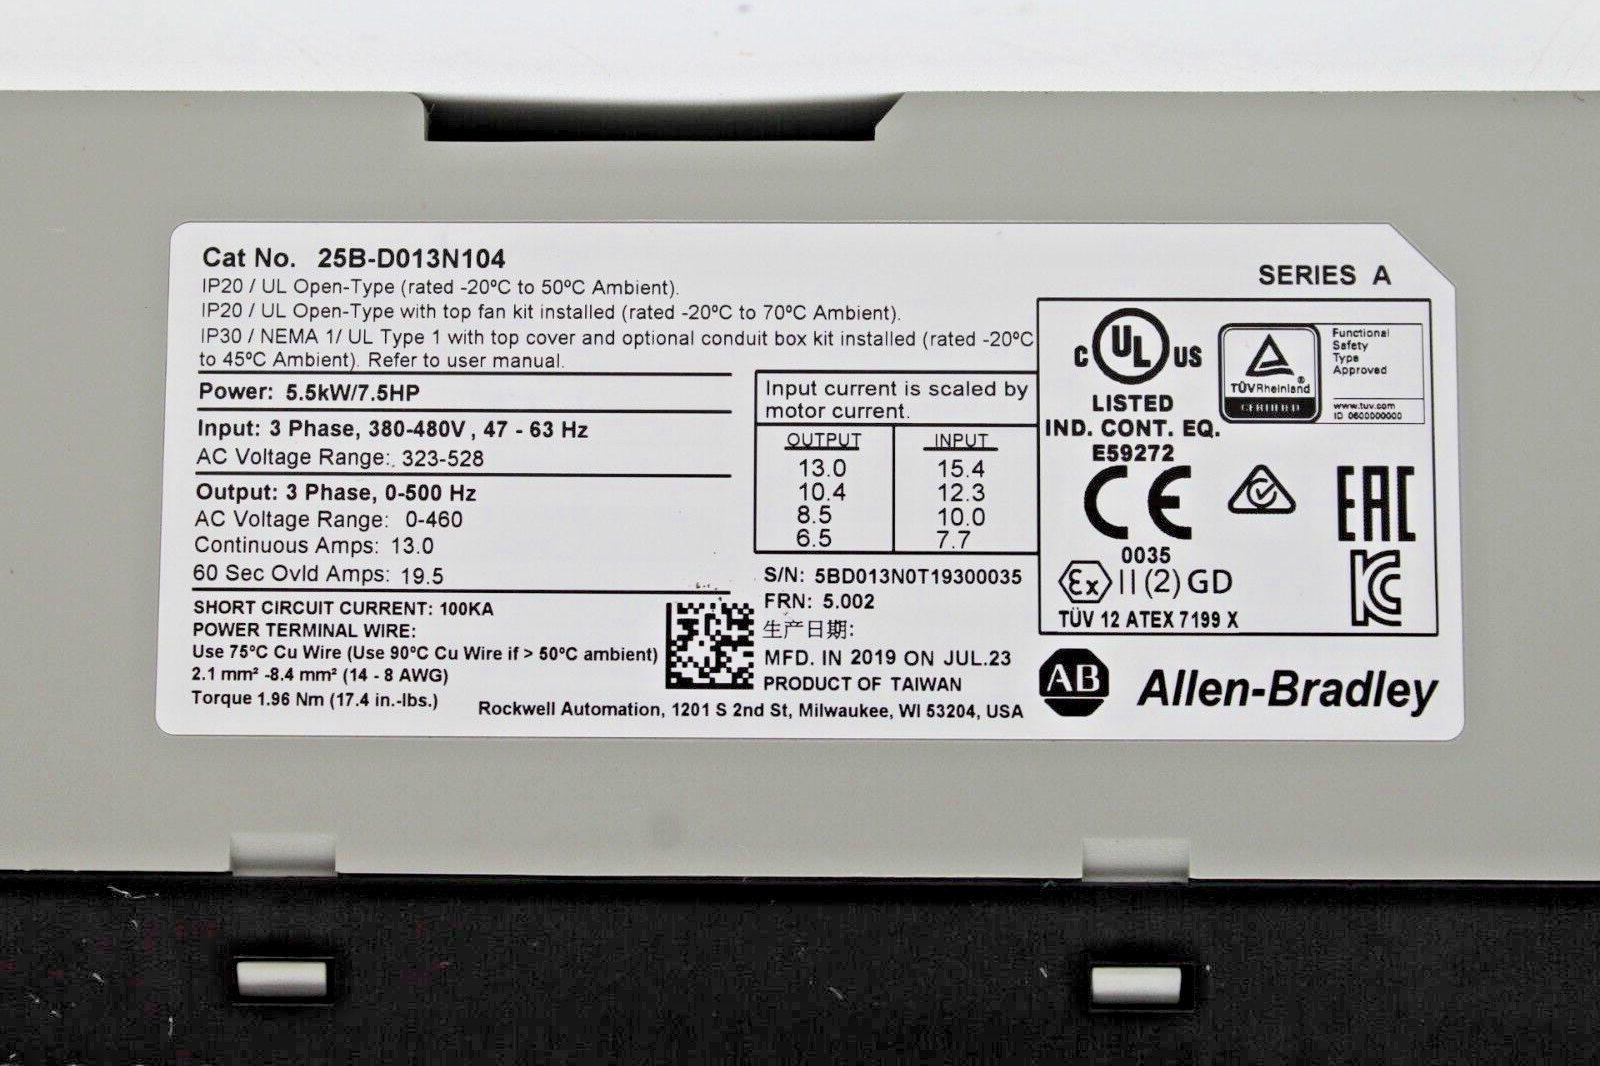 Cat No. 25B-D013N104
SERIES A
IP20 / UL Open-Type (rated -20ºC to 50ºC Ambient).
IP20 / UL Open-Type with top fan kit installed (rated -20ºC to 70ºC Ambient).
IP30 / NEMA 1/ UL Type 1 with top cover and optional conduit box kit installed (rated -20ºC
to 45ºC Ambient). Refer to user manual.
Power: 5.5kW/7.5HP
Input: 3 Phase, 380-480V , 47 - 63 Hz
AC Voltage Range: 323-528
Output: 3 Phase, 0-500 Hz
AC Voltage Range: 0-460
Continuous Amps: 13.0
60 Sec Ovld Amps: 19.5
SHORT CIRCUIT CURRENT: 100KA
POWER TERMINAL WIRE:
Use 75ºC Cu Wire (Use 90ºC Cu Wire if > 50ºC ambient)
2.1 mm² -8.4 mm² (14 - 8 AWG)
Torque 1.96 Nm (17.4 in.-lbs.)
Input current is scaled by
motor current.
OUTPUT INPUT
13.0 15.4
10.4 12.3
8.5 10.0
6.5 7.7
S/N: 5BD013N0T19300035
FRN: 5.002
生产日期:
MFD. IN 2019 ON JUL.23
PRODUCT OF TAIWAN
Rockwell Automation, 1201 S 2nd St, Milwaukee, WI 53204, USA
C UL US
LISTED
IND. CONT. EQ.
E59272
TÜVRheinland®
CERTIFIED
Functional
Safety
Type
Approved
www.tuv.com
ID 0600000000
CE
0035
EAC
KC
Ex II (2) GD
TÜV 12 ATEX 7199 X
AB Allen-Bradley